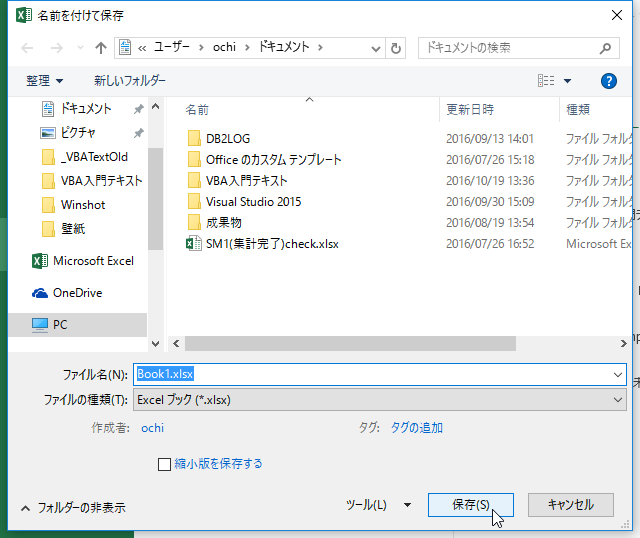 名前を付けて保存
« ユーザー › ochi › ドキュメント ›
ドキュメントの検索
整理
新しいフォルダー
ドキュメント
ピクチャ
_VBATextOld
VBA入門テキスト
Winshot
壁紙
Microsoft Excel
OneDrive
PC
名前 更新日時 種類
DB2LOG 2016/09/13 14:01 ファイル フォルダ
Office のカスタム テンプレート 2016/07/26 15:18 ファイル フォルダ
VBA入門テキスト 2016/10/19 13:36 ファイル フォルダ
Visual Studio 2015 2016/09/30 15:09 ファイル フォルダ
成果物 2016/08/19 13:54 ファイル フォルダ
SM1(集計完了)check.xlsx 2016/07/26 16:52 Microsoft E
ファイル名(N): Book1.xlsx
ファイルの種類(T): Excel ブック (*.xlsx)
作成者: ochi タグ: タグの追加
縮小版を保存する
フォルダーの非表示
ツール(L)
保存(S)
キャンセル